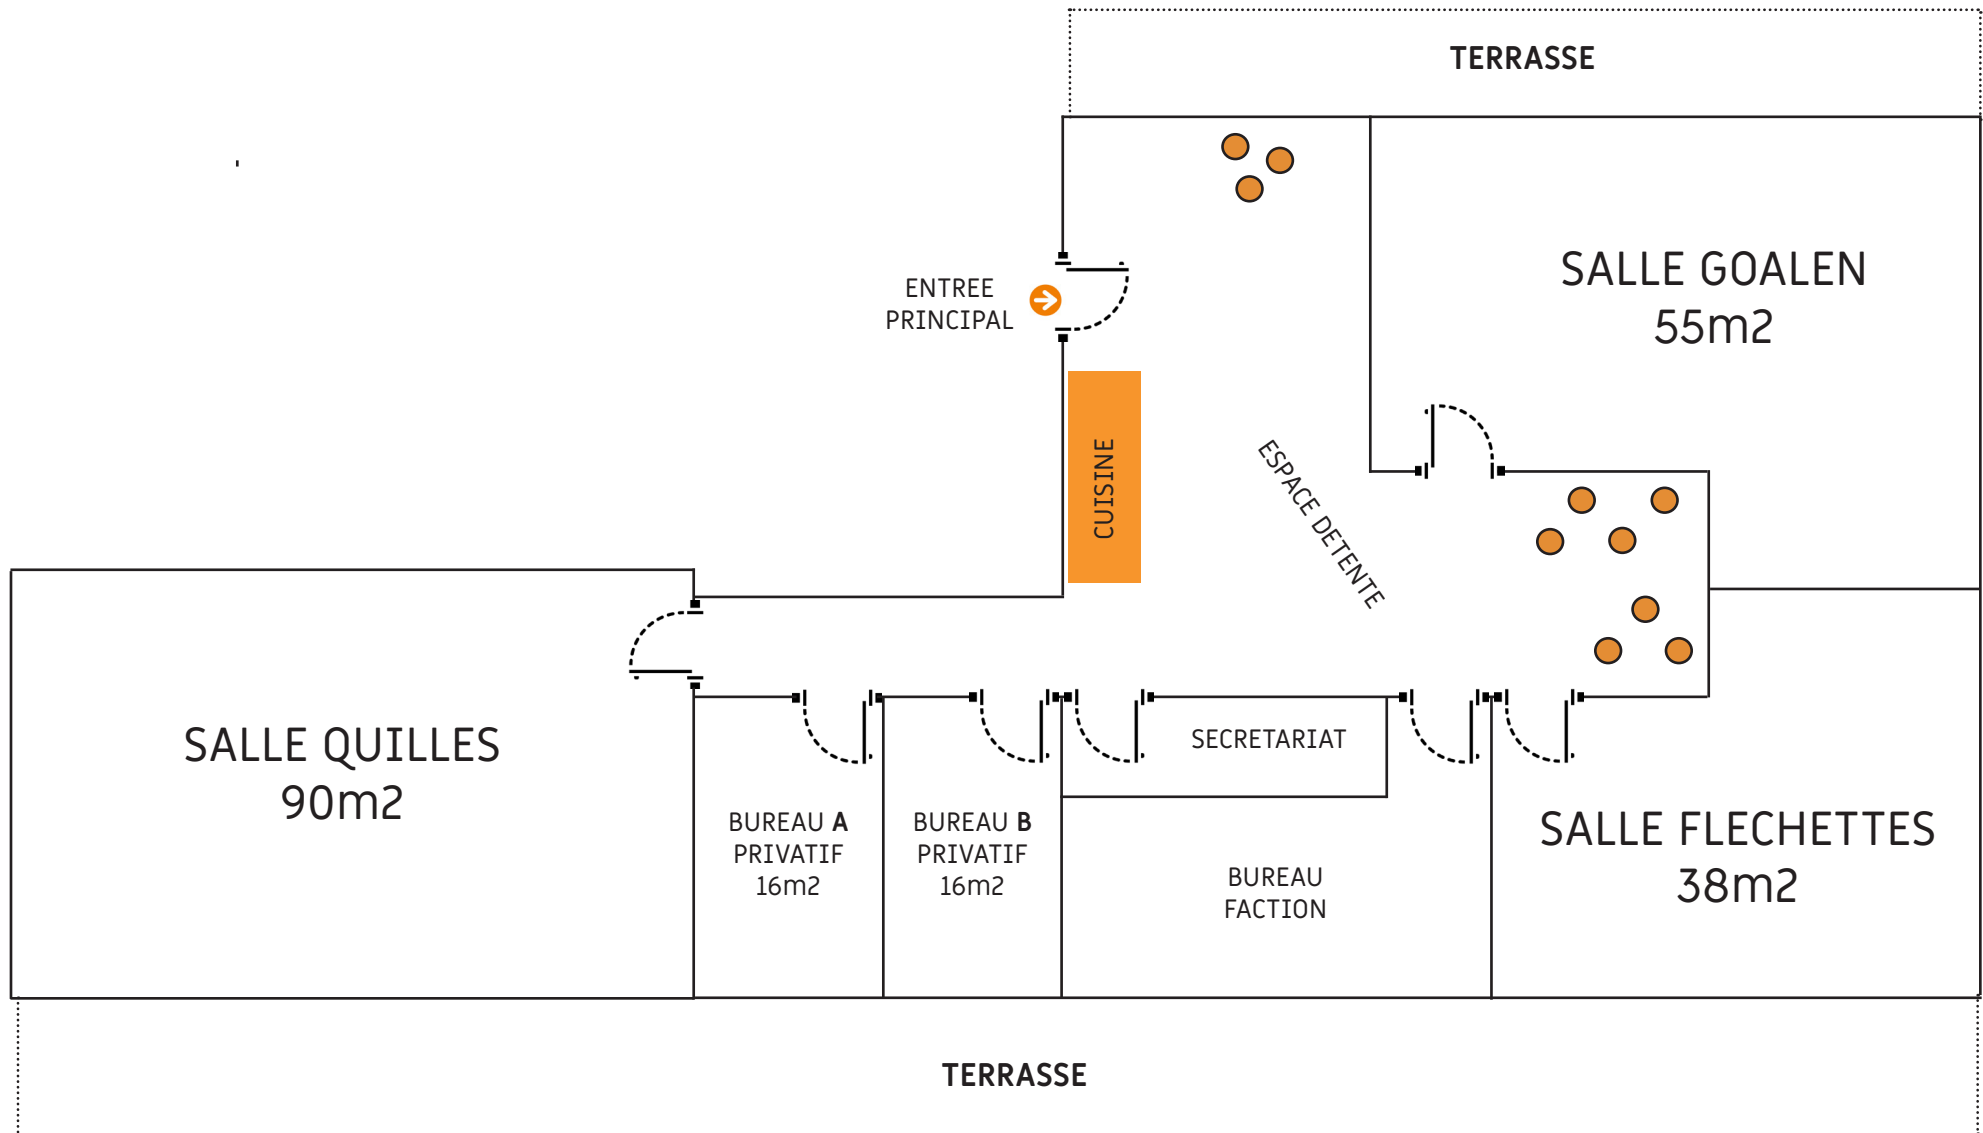 TERRASSE
ENTREE
PRINCIPAL
SALLE GOALEN
55m2
CUISINE
ESPACE DETENTE
SALLE QUILLES
90m2
BUREAU A
PRIVATIF
16m2
BUREAU B
PRIVATIF
16m2
SECRETARIAT
BUREAU
FACTION
SALLE FLECHETTES
38m2
TERRASSE